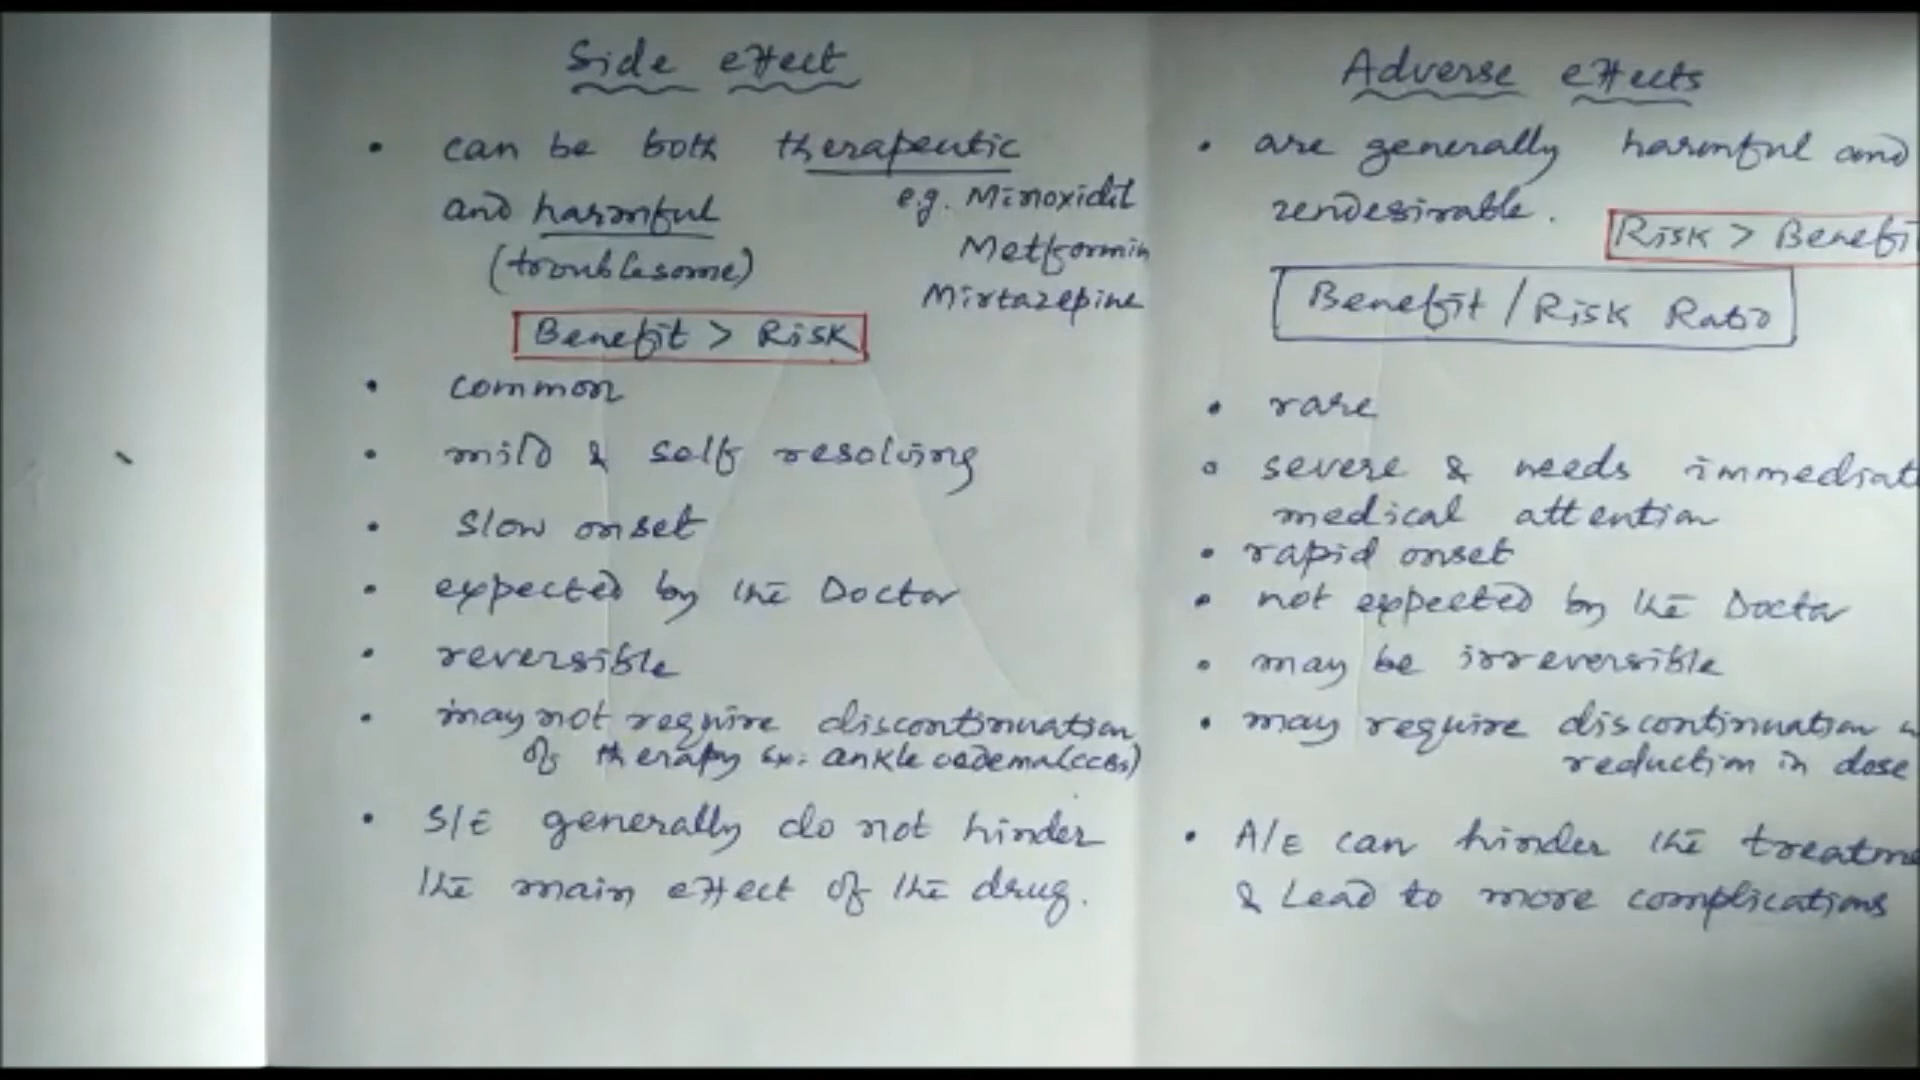 Side effect
• can be both therapeutic
and harmful
e.g. Minoxidil
(troublesome)
Metformin
Mirtazepine
Benefit > Risk
• common
• mild & self resolving
• slow onset
• expected by the Doctor
• reversible
• may not require discontinuation
of therapy Ex: ankle oedema(CCBs)
• S/E generally do not hinder
the main effect of the drug.
Adverse effects
• are generally harmful and
undesirable.
Risk > Benefi
Benefit / Risk Ratio
• rare
• severe & needs immediat
medical attention
• rapid onset
• not expected by the Doctor
• may be irreversible
• may require discontinuation
reduction in dose
• A/E can hinder the treatme
& Lead to more complications